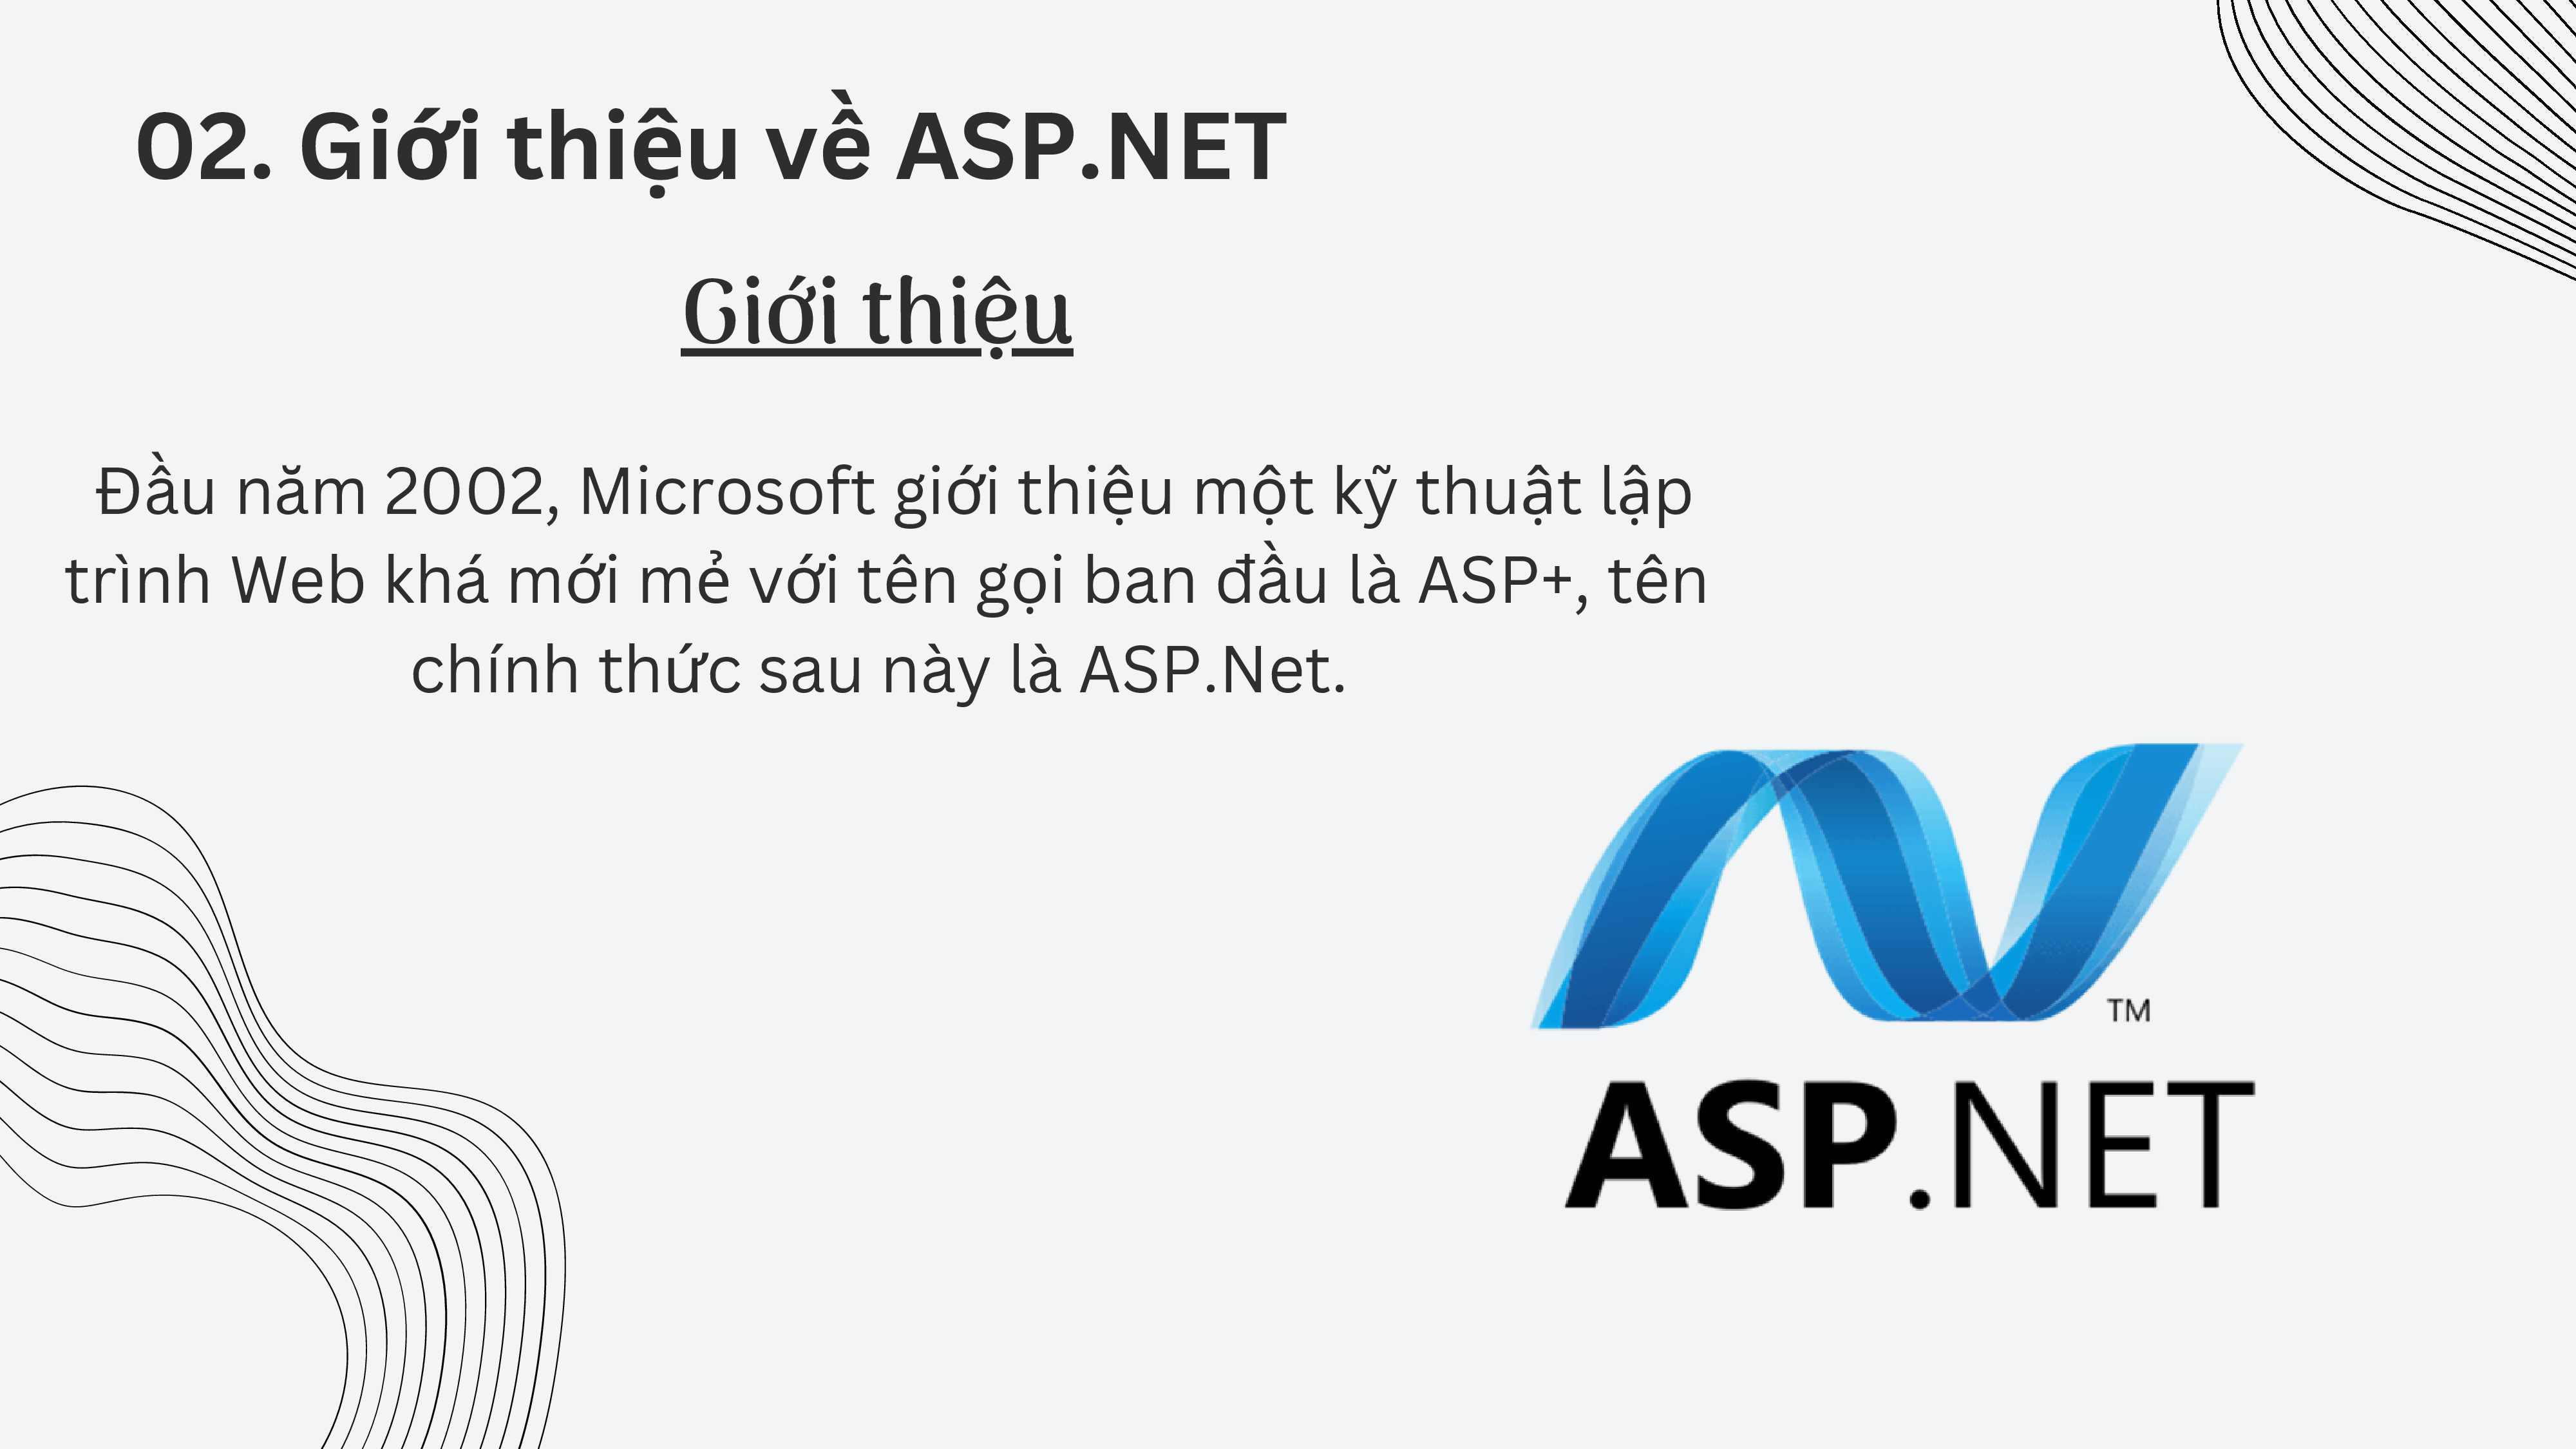 02. Giới thiệu về ASP.NET
Giới thiệu
Đầu năm 2002, Microsoft giới thiệu một kỹ thuật lập
trình Web khá mới mẻ với tên gọi ban đầu là ASP+, tên
chính thức sau này là ASP.Net.
TM
ASP.NET